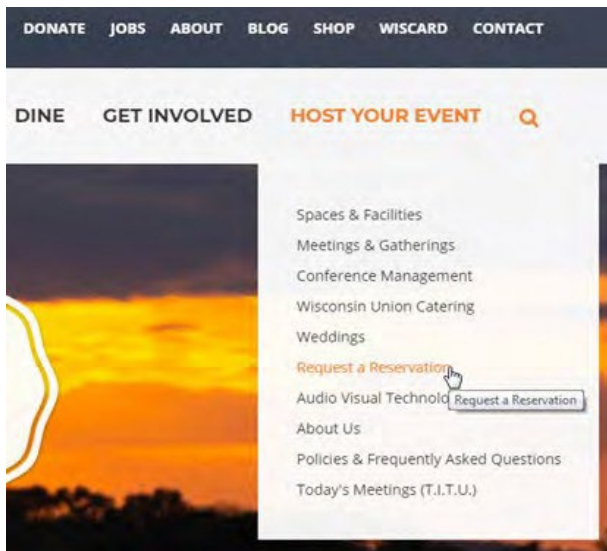 DONATE JOBS ABOUT BLOG SHOP WISCARD CONTACT
DINE GET INVOLVED HOST YOUR EVENT
Spaces & Facilities
Meetings & Gatherings
Conference Management
Wisconsin Union Catering
Weddings
Request a Reservation
Audio Visual Technolo
Request a Reservation
About Us
Policies & Frequently Asked Questions
Today's Meetings (T.I.T.U.)